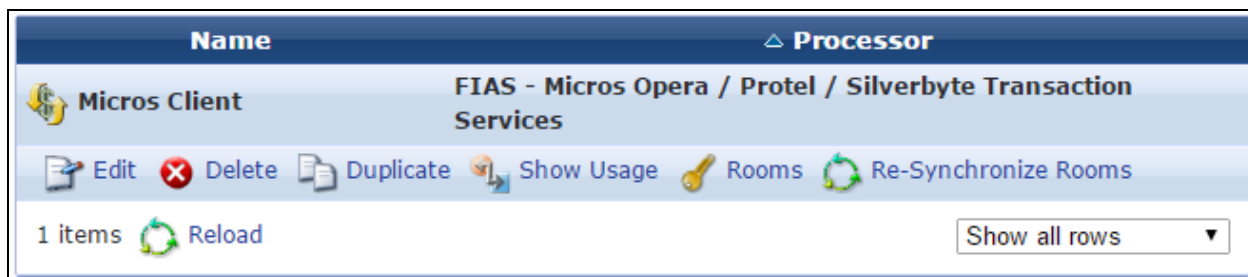 Name △ Processor
Micros Client FIAS - Micros Opera / Protel / Silverbyte Transaction
Services
Edit Delete Duplicate Show Usage Rooms Re-Synchronize Rooms
1 items Reload Show all rows ▼